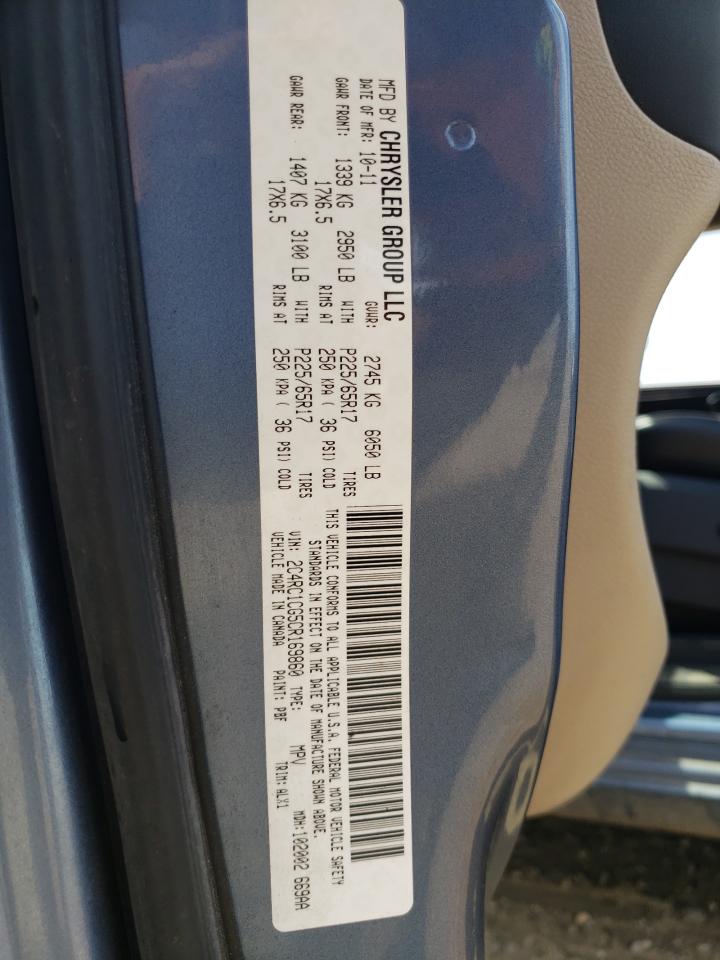 MFD BY CHRYSLER GROUP LLC
DATE OF MFR: 10-11 GVWR: 2745 KG 6050 LB
GAWR FRONT: 1339 KG 2950 LB WITH P225/65R17 TIRES
17X6.5 RIMS AT 250 KPA ( 36 PSI) COLD
GAWR REAR: 1407 KG 3100 LB WITH P225/65R17 TIRES
17X6.5 RIMS AT 250 KPA ( 36 PSI) COLD
THIS VEHICLE CONFORMS TO ALL APPLICABLE U.S.A. FEDERAL MOTOR VEHICLE SAFETY
STANDARDS IN EFFECT ON THE DATE OF MANUFACTURE SHOWN ABOVE.
VIN: 2C4RC1CG5CR169860 TYPE: MPV MDH:102002 669AA
VEHICLE MADE IN CANADA PAINT: PBF TRIM: ALX1